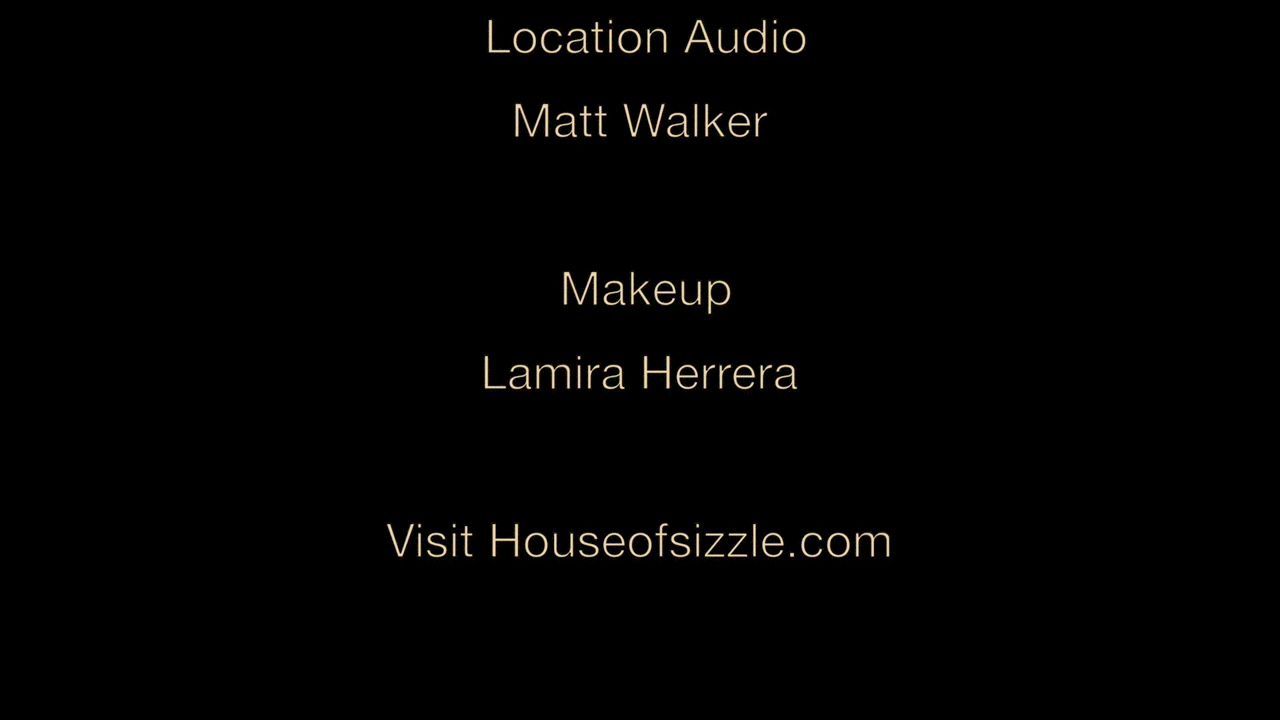 Location Audio
Matt Walker
Makeup
Lamira Herrera
Visit Houseofsizzle.com